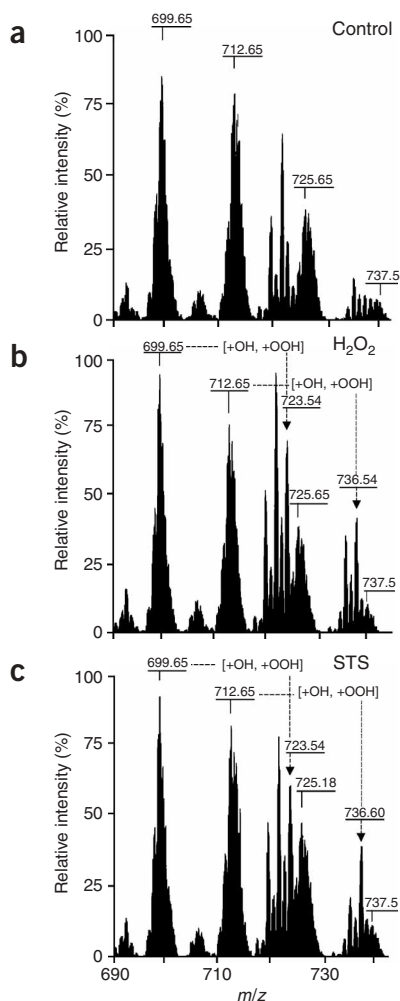 a
Control
699.65
712.65
725.65
737.5
Relative intensity (%)
100
75
50
25
0
b
H₂O₂
699.65 [+OH, +OOH]
712.65 [+OH, +OOH]
723.54
725.65
736.54
737.5
Relative intensity (%)
100
75
50
25
0
c
STS
699.65 [+OH, +OOH]
712.65 [+OH, +OOH]
723.54
725.18
736.60
737.5
Relative intensity (%)
100
75
50
25
0
690 710 730
m/z